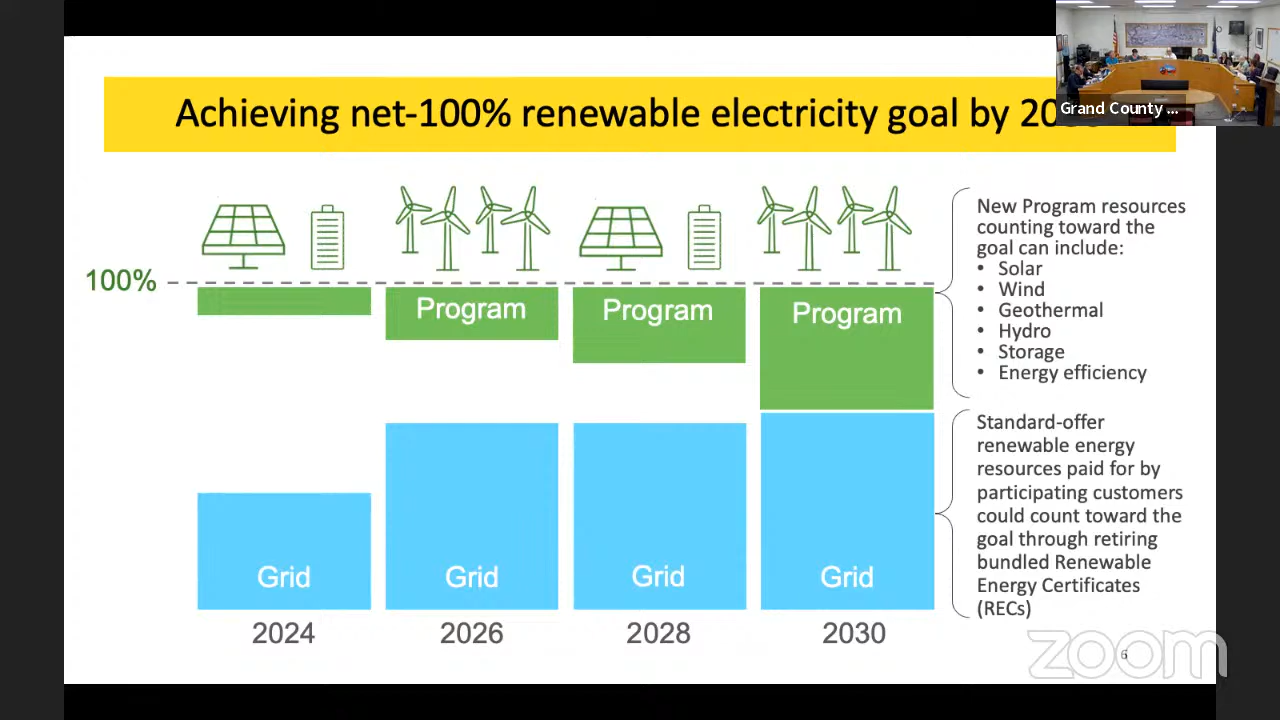 Achieving net-100% renewable electricity goal by
Grand County ...
100%
Program
Program
Program
Grid
Grid
Grid
Grid
2024
2026
2028
2030
New Program resources
counting toward the
goal can include:
• Solar
• Wind
• Geothermal
• Hydro
• Storage
• Energy efficiency
Standard-offer
renewable energy
resources paid for by
participating customers
could count toward the
goal through retiring
bundled Renewable
Energy Certificates
(RECs)
6
zoom